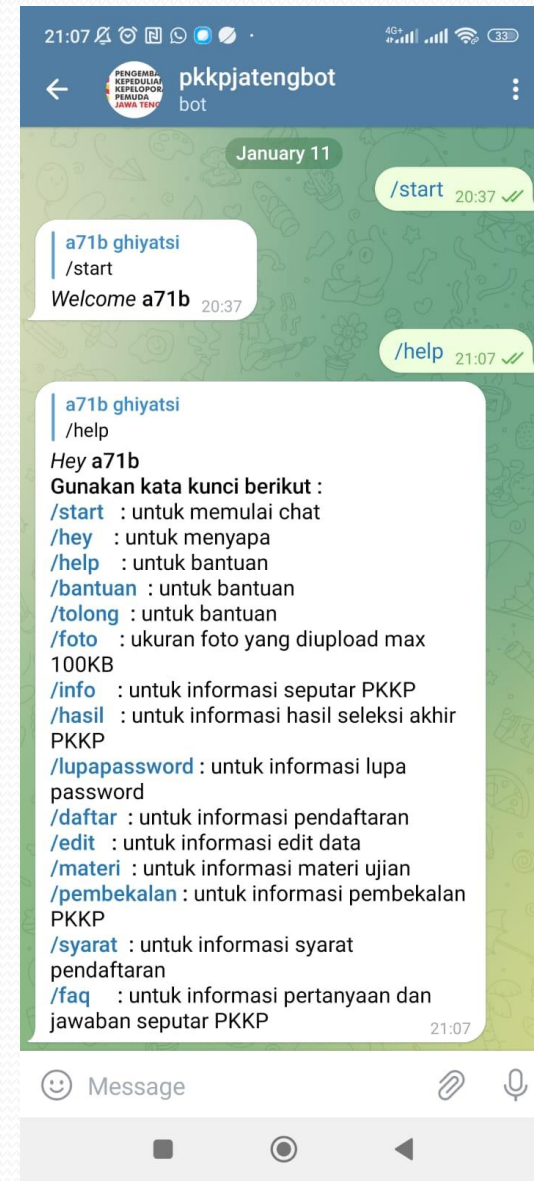 21:07
4G+
33
PENGEMBA
KEPEDULIA
KEPELOPOR
PEMUDA
JAWA TENG
pkkpjatengbot
bot
January 11
/start 20:37
a71b ghiyatsi
/start
Welcome a71b 20:37
/help 21:07
a71b ghiyatsi
/help
Hey a71b
Gunakan kata kunci berikut :
/start : untuk memulai chat
/hey : untuk menyapa
/help : untuk bantuan
/bantuan : untuk bantuan
/tolong : untuk bantuan
/foto : ukuran foto yang diupload max
100KB
/info : untuk informasi seputar PKKP
/hasil : untuk informasi hasil seleksi akhir
PKKP
/lupapassword : untuk informasi lupa
password
/daftar : untuk informasi pendaftaran
/edit : untuk informasi edit data
/materi : untuk informasi materi ujian
/pembekalan : untuk informasi pembekalan
PKKP
/syarat : untuk informasi syarat
pendaftaran
/faq : untuk informasi pertanyaan dan
jawaban seputar PKKP 21:07
Message